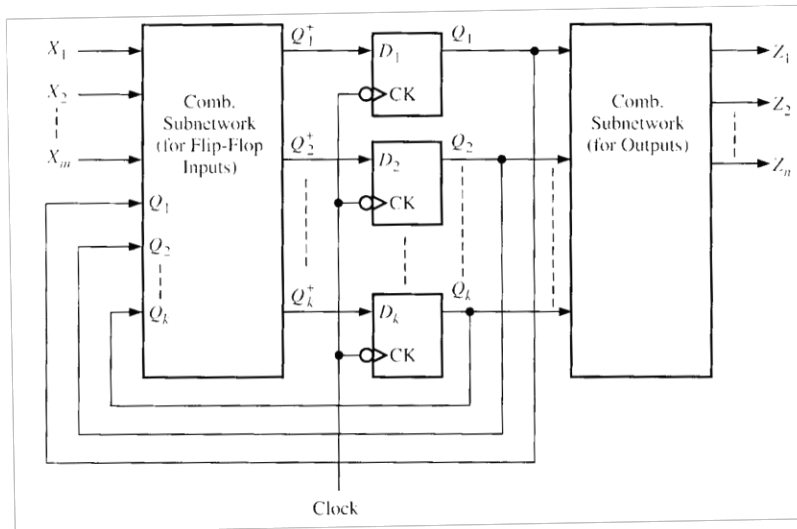 X₁
X₂
Xₘ
Q₁
Q₂
Qₖ
Comb.
Subnetwork
(for Flip-Flop
Inputs)
Q₁⁺
Q₂⁺
Qₖ⁺
D₁
CK
D₂
CK
Dₖ
CK
Q₁
Q₂
Qₖ
Comb.
Subnetwork
(for Outputs)
Z₁
Z₂
Zₙ
Clock